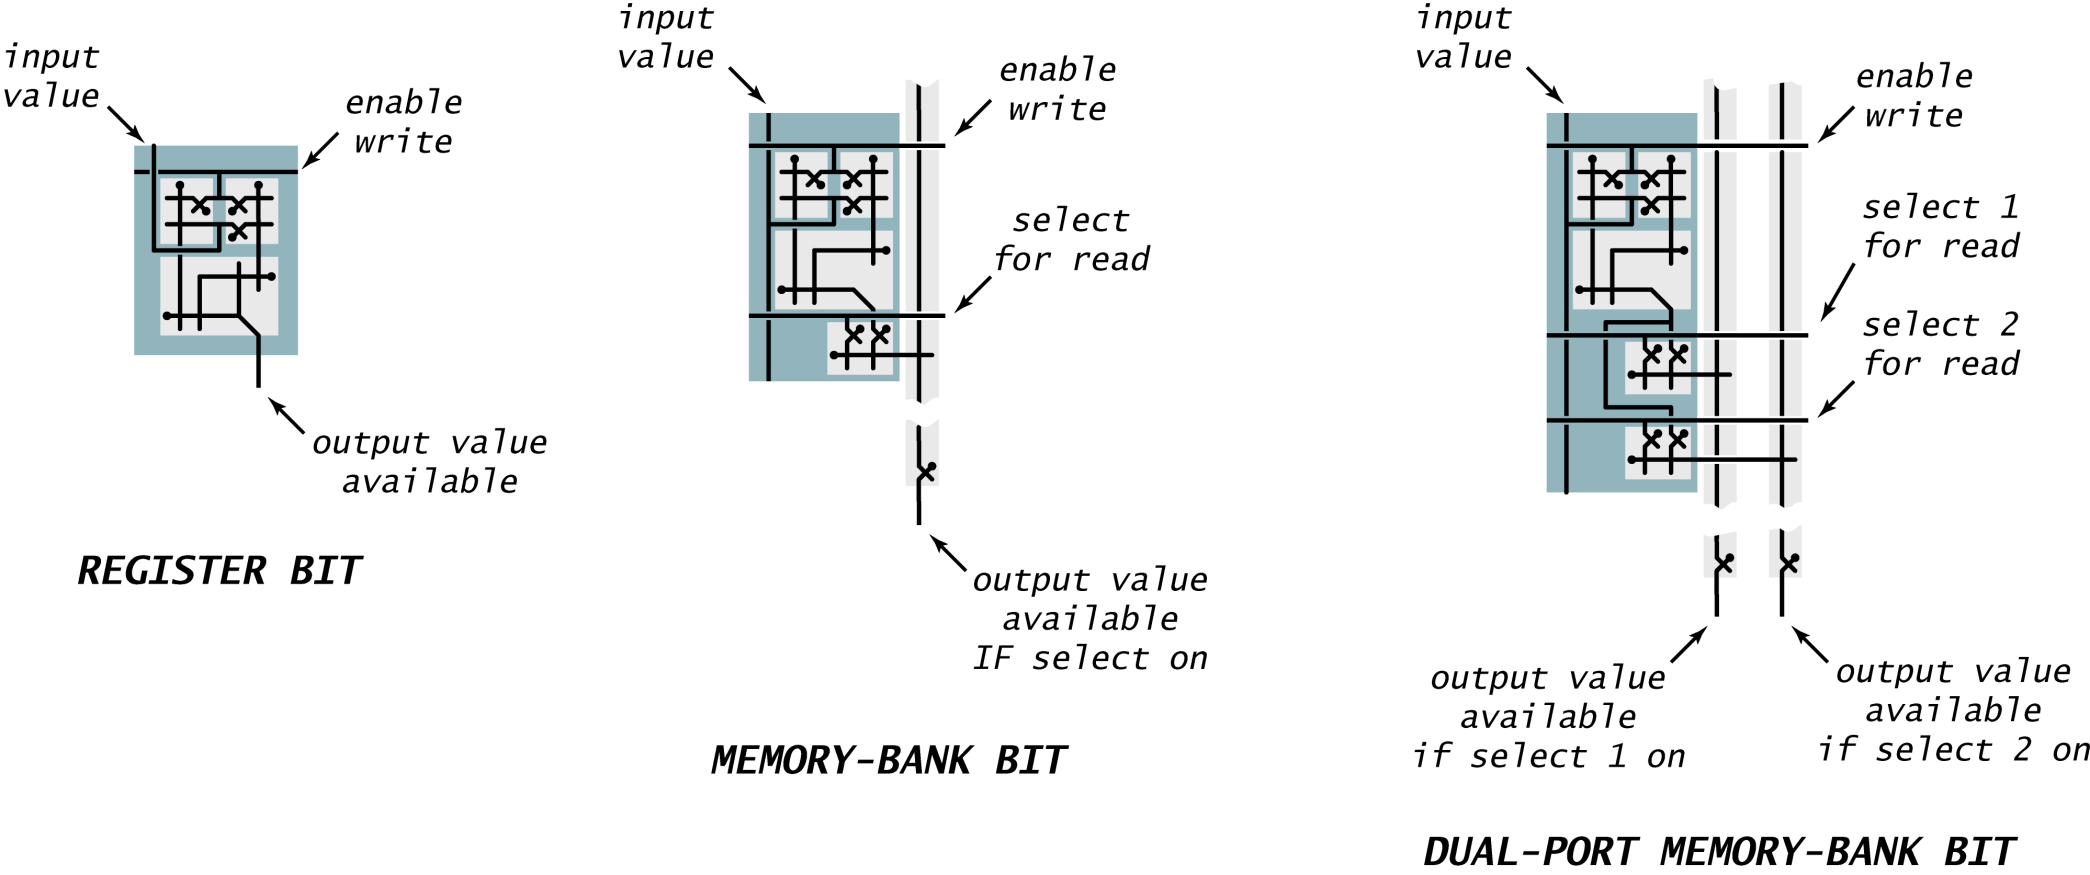 input
value
enable
write
output value
available
REGISTER BIT
input
value
enable
write
select
for read
output value
available
IF select on
MEMORY-BANK BIT
input
value
enable
write
select 1
for read
select 2
for read
output value
available
if select 1 on
output value
available
if select 2 on
DUAL-PORT MEMORY-BANK BIT